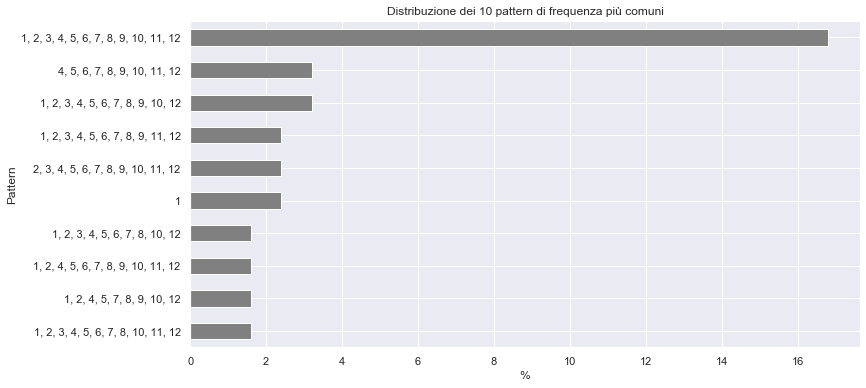 Distribuzione dei 10 pattern di frequenza più comuni
Pattern
1, 2, 3, 4, 5, 6, 7, 8, 9, 10, 11, 12
4, 5, 6, 7, 8, 9, 10, 11, 12
1, 2, 3, 4, 5, 6, 7, 8, 9, 10, 12
1, 2, 3, 4, 5, 6, 7, 8, 9, 11, 12
2, 3, 4, 5, 6, 7, 8, 9, 10, 11, 12
1
1, 2, 3, 4, 5, 6, 7, 8, 10, 12
1, 2, 4, 5, 6, 7, 8, 9, 10, 11, 12
1, 2, 4, 5, 7, 8, 9, 10, 12
1, 2, 3, 4, 5, 6, 7, 8, 10, 11, 12
0 2 4 6 8 10 12 14 16
%